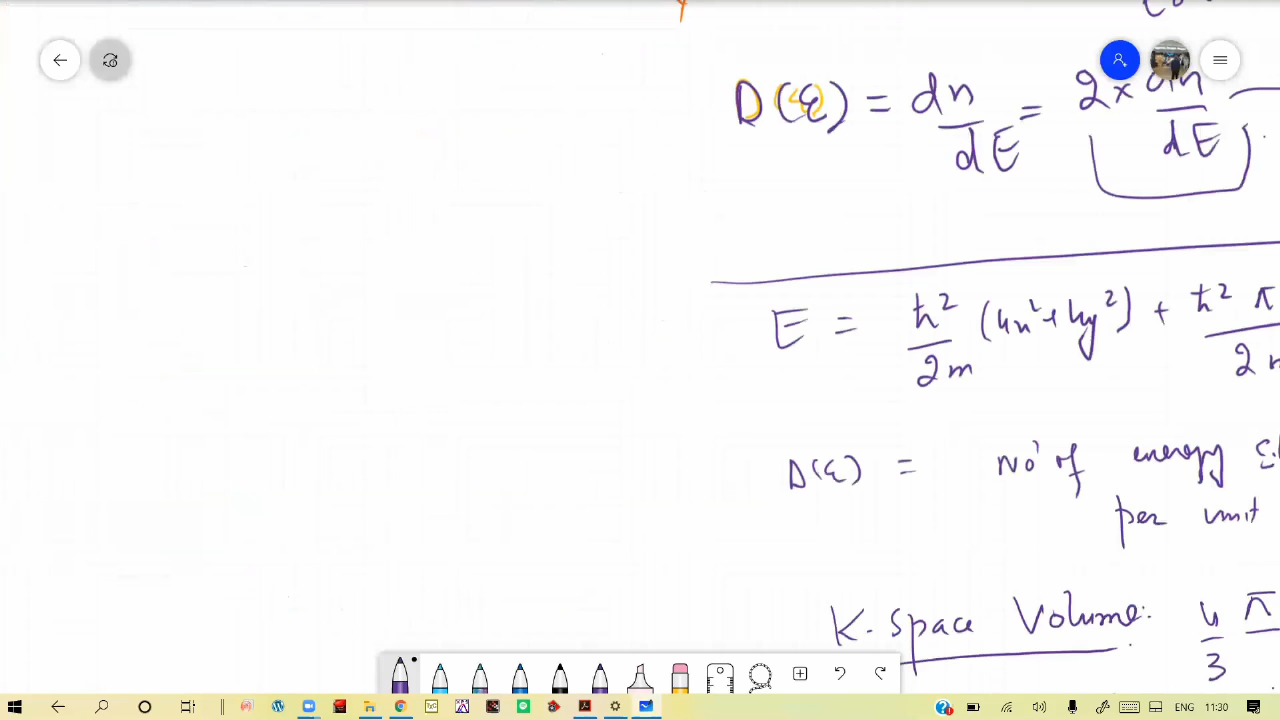 D(ε) = dn/dE = 2 × dn/dE
E = ħ²/2m (kx²+ky²) + ħ² π
2
D(ε) = No of energy
per unit
K-Space Volume: 4/3 π
11:30